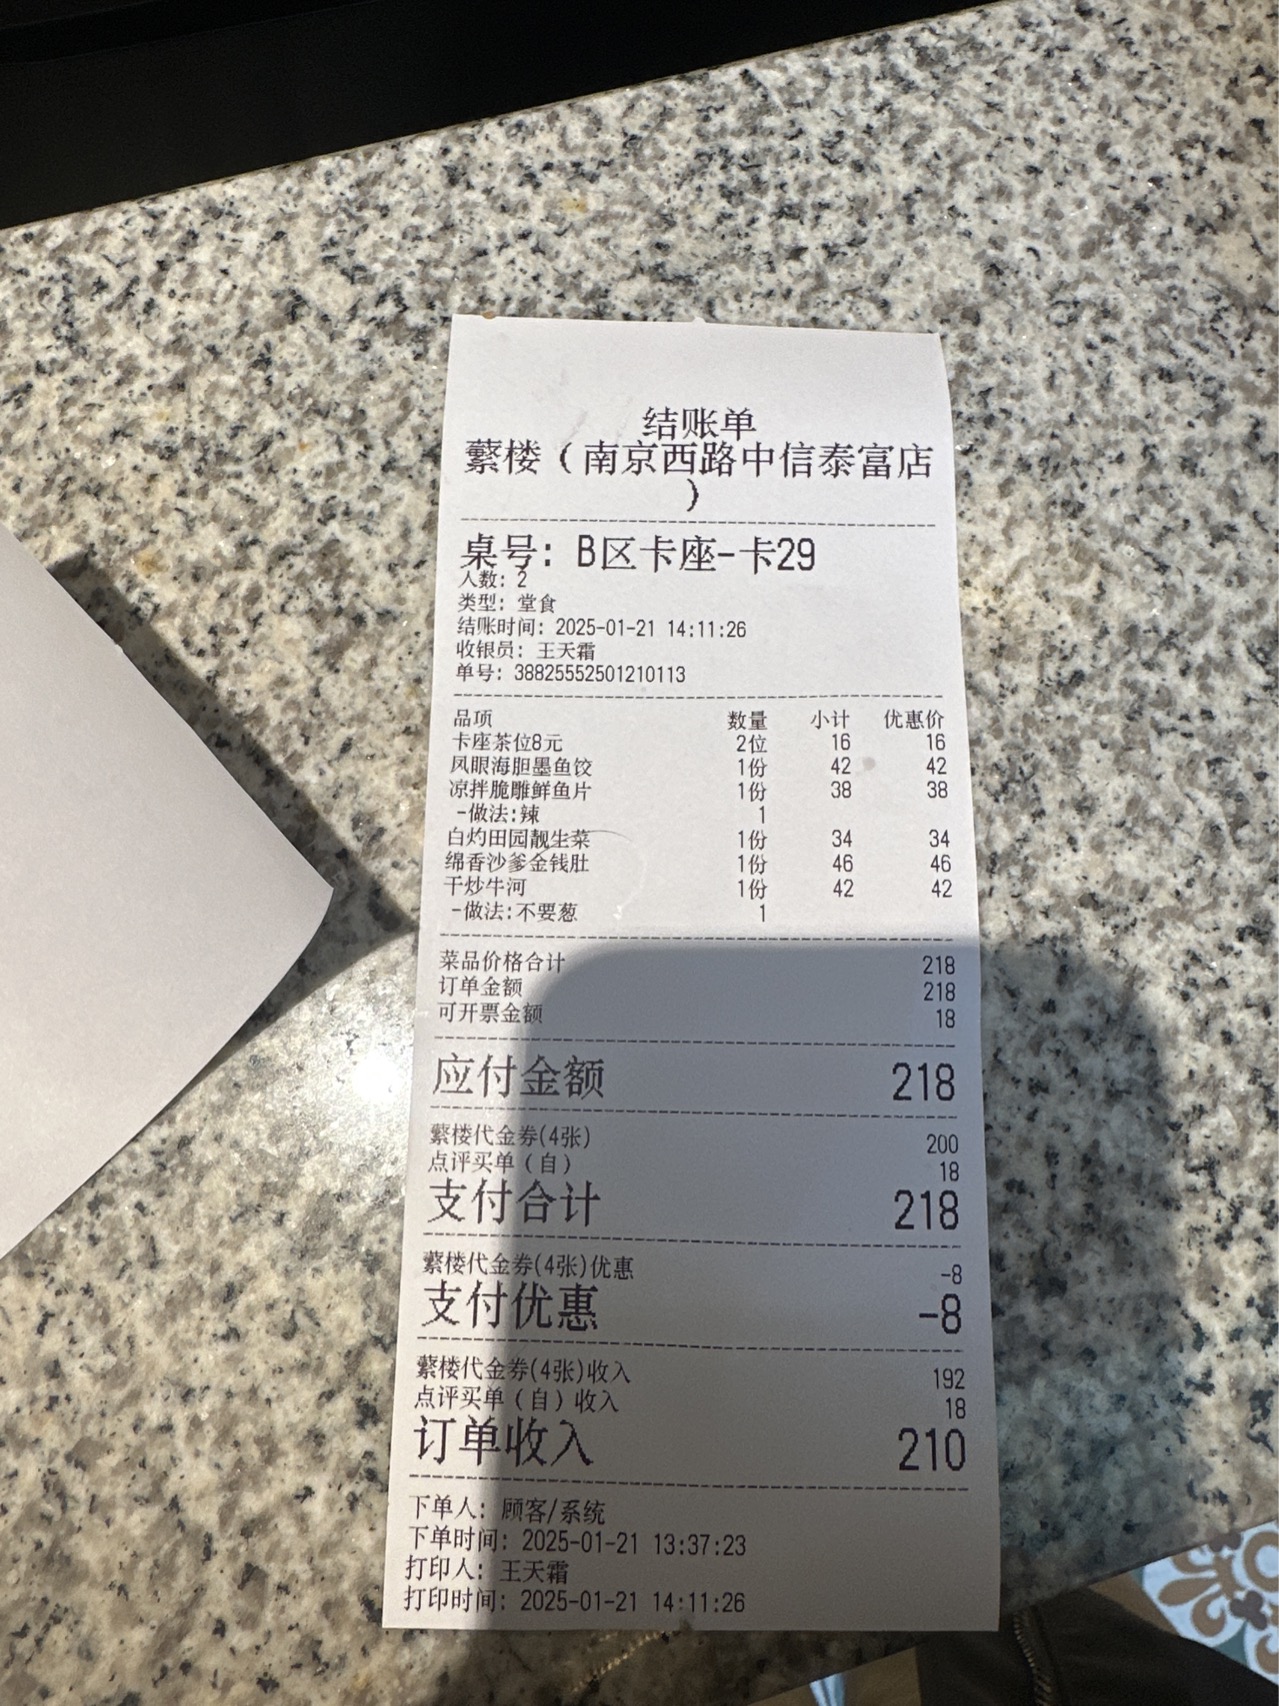 结账单
蘩楼（南京西路中信泰富店
）
桌号: B区卡座-卡29
人数: 2
类型: 堂食
结账时间: 2025-01-21 14:11:26
收银员: 王天霜
单号: 38825552501210113
品项 数量 小计 优惠价
卡座茶位8元 2位 16 16
凤眼海胆墨鱼饺 1份 42 42
凉拌脆雕鲜鱼片 1份 38 38
-做法:辣 1
白灼田园靓生菜 1份 34 34
绵香沙爹金钱肚 1份 46 46
干炒牛河 1份 42 42
-做法:不要葱 1
菜品价格合计 218
订单金额 218
可开票金额 18
应付金额 218
蘩楼代金券(4张) 200
点评买单（自） 18
支付合计 218
蘩楼代金券(4张)优惠 -8
支付优惠 -8
蘩楼代金券(4张)收入 192
点评买单（自）收入 18
订单收入 210
下单人: 顾客/系统
下单时间: 2025-01-21 13:37:23
打印人: 王天霜
打印时间: 2025-01-21 14:11:26